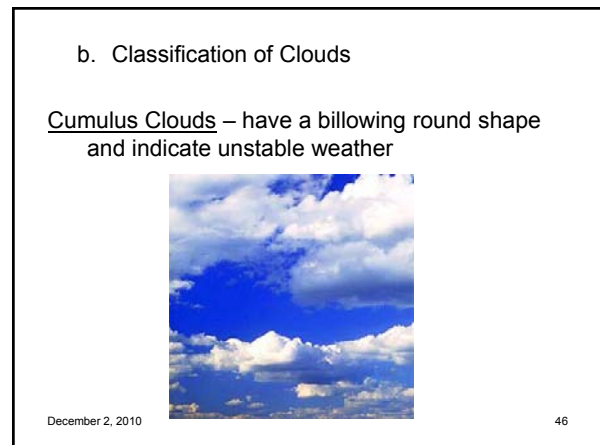 b. Classification of Clouds
Cumulus Clouds – have a billowing round shape
and indicate unstable weather
December 2, 2010
46